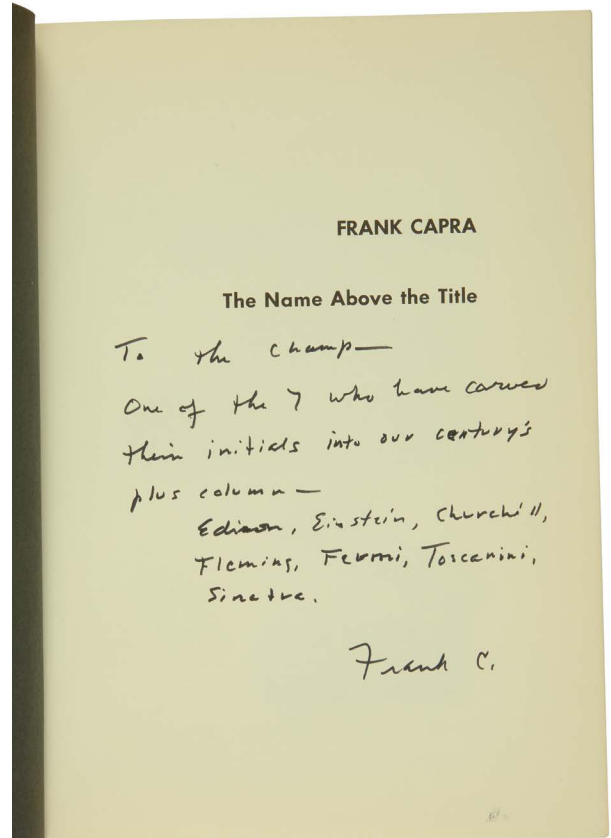 FRANK CAPRA
The Name Above the Title
To the champ—
One of the 7 who have carved
their initials into our century's
plus column—
Edison, Einstein, Churchill,
Fleming, Fermi, Toscanini,
Sinatra.
Frank C.